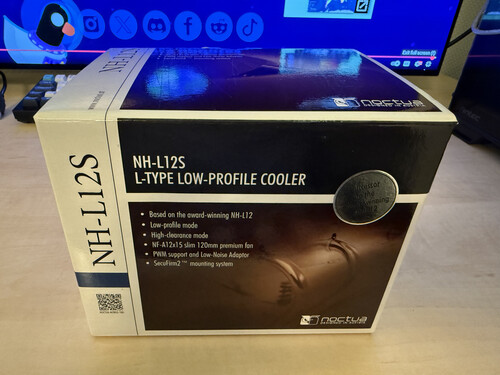 NH-L12S
NH-L12S
noctua
NH-L12S
L-TYPE LOW-PROFILE COOLER
Based on the award-winning NH-L12
Low-profile mode
High-clearance mode
NF-A12x15 slim 120mm premium fan
PWM support and Low-Noise Adaptor
SecuFirm2™ mounting system
noctua